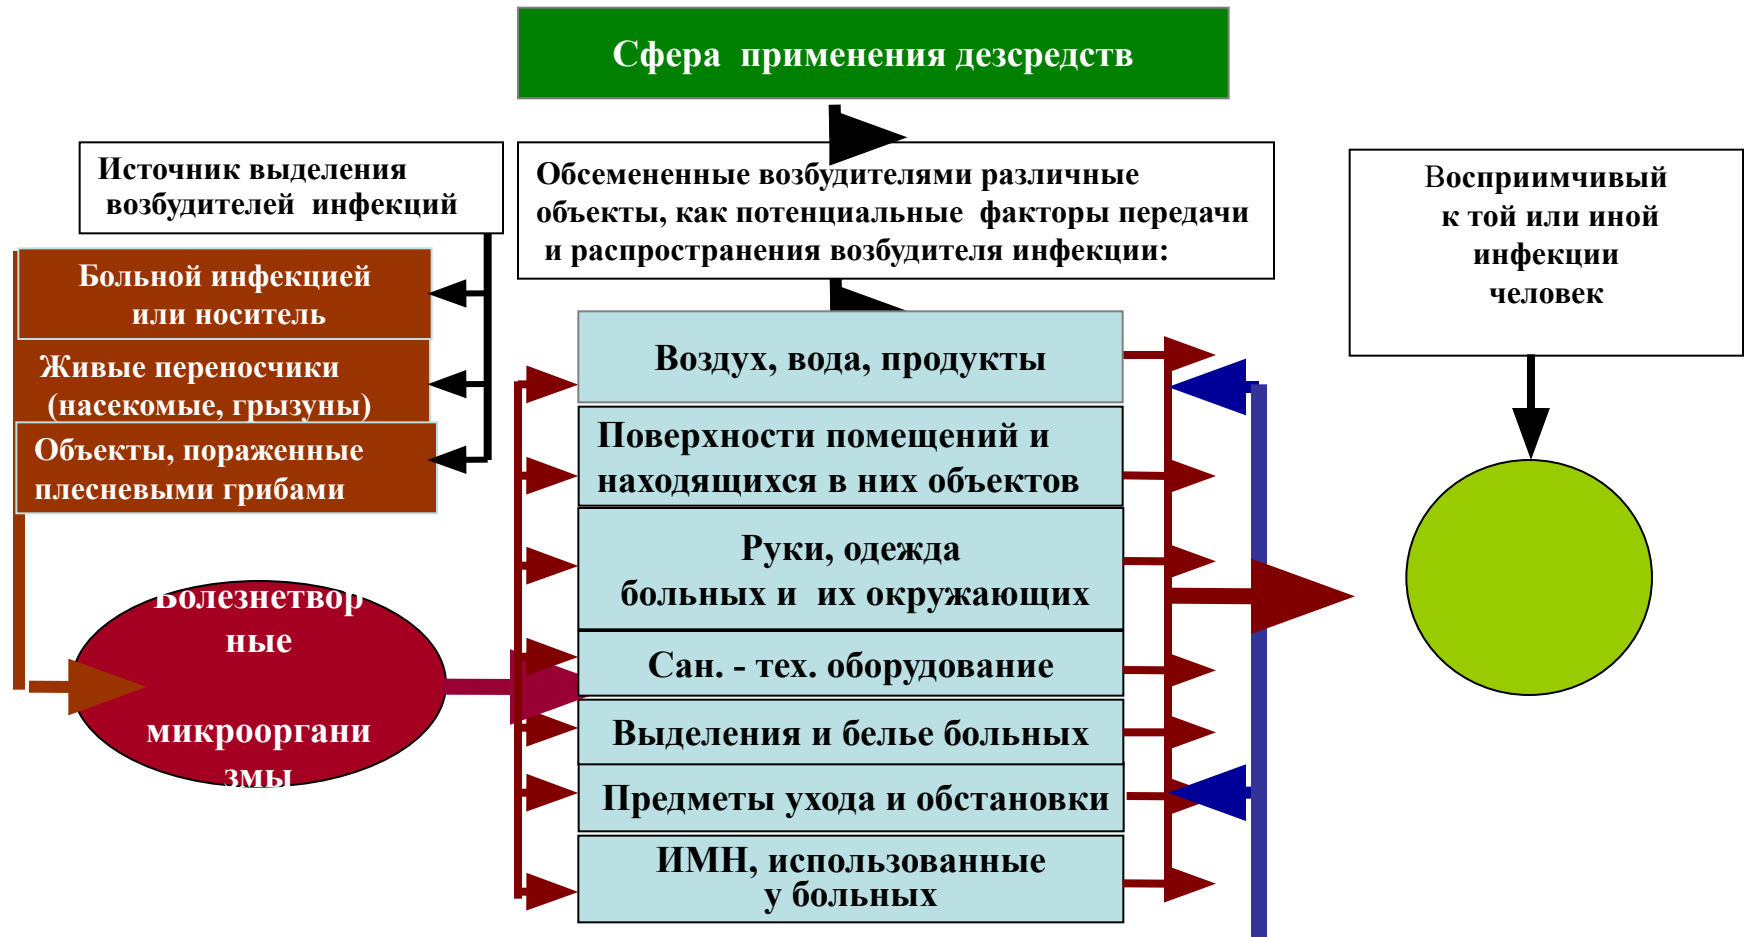 Сфера применения дезсредств
Источник выделения
возбудителей инфекций
Больной инфекцией
или носитель
Живые переносчики
(насекомые, грызуны)
Объекты, пораженные
плесневыми грибами
Болезнетвор
ные
микрооргани
змы
Обсемененные возбудителями различные
объекты, как потенциальные факторы передачи
и распространения возбудителя инфекции:
Воздух, вода, продукты
Поверхности помещений и
находящихся в них объектов
Руки, одежда
больных и их окружающих
Сан. - тех. оборудование
Выделения и белье больных
Предметы ухода и обстановки
ИМН, использованные
у больных
Восприимчивый
к той или иной
инфекции
человек